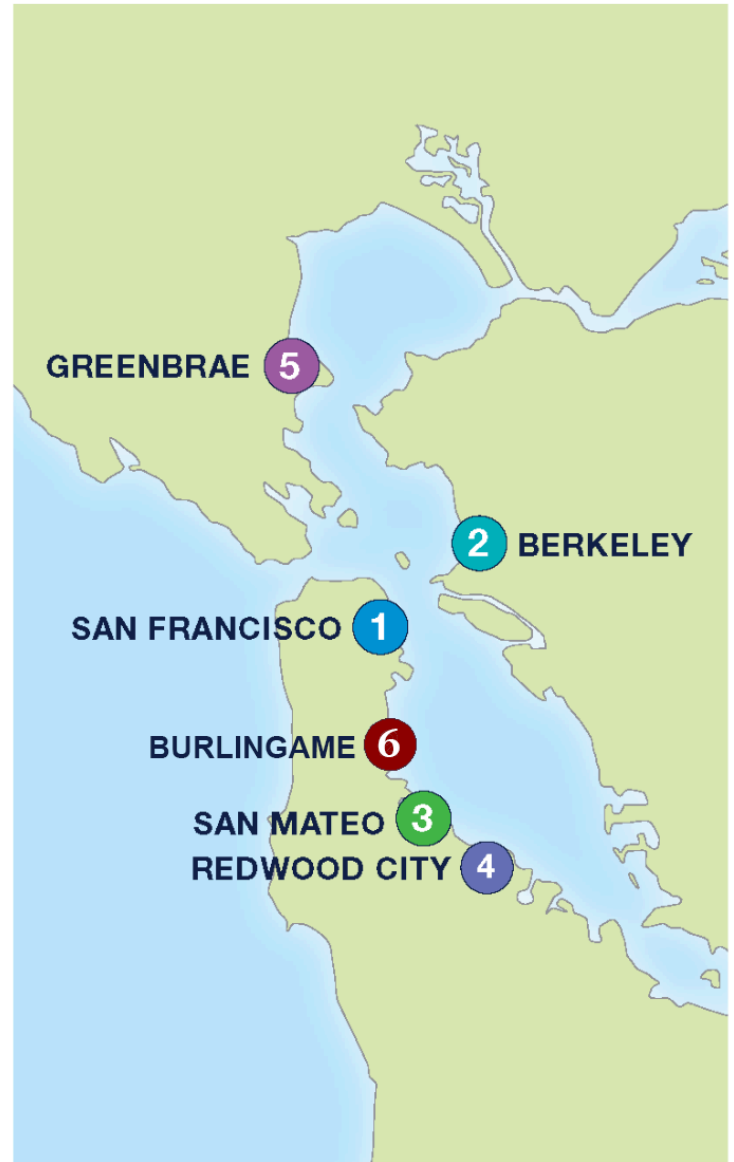 GREENBRAE 5
2 BERKELEY
SAN FRANCISCO 1
BURLINGAME 6
SAN MATEO 3
REDWOOD CITY 4